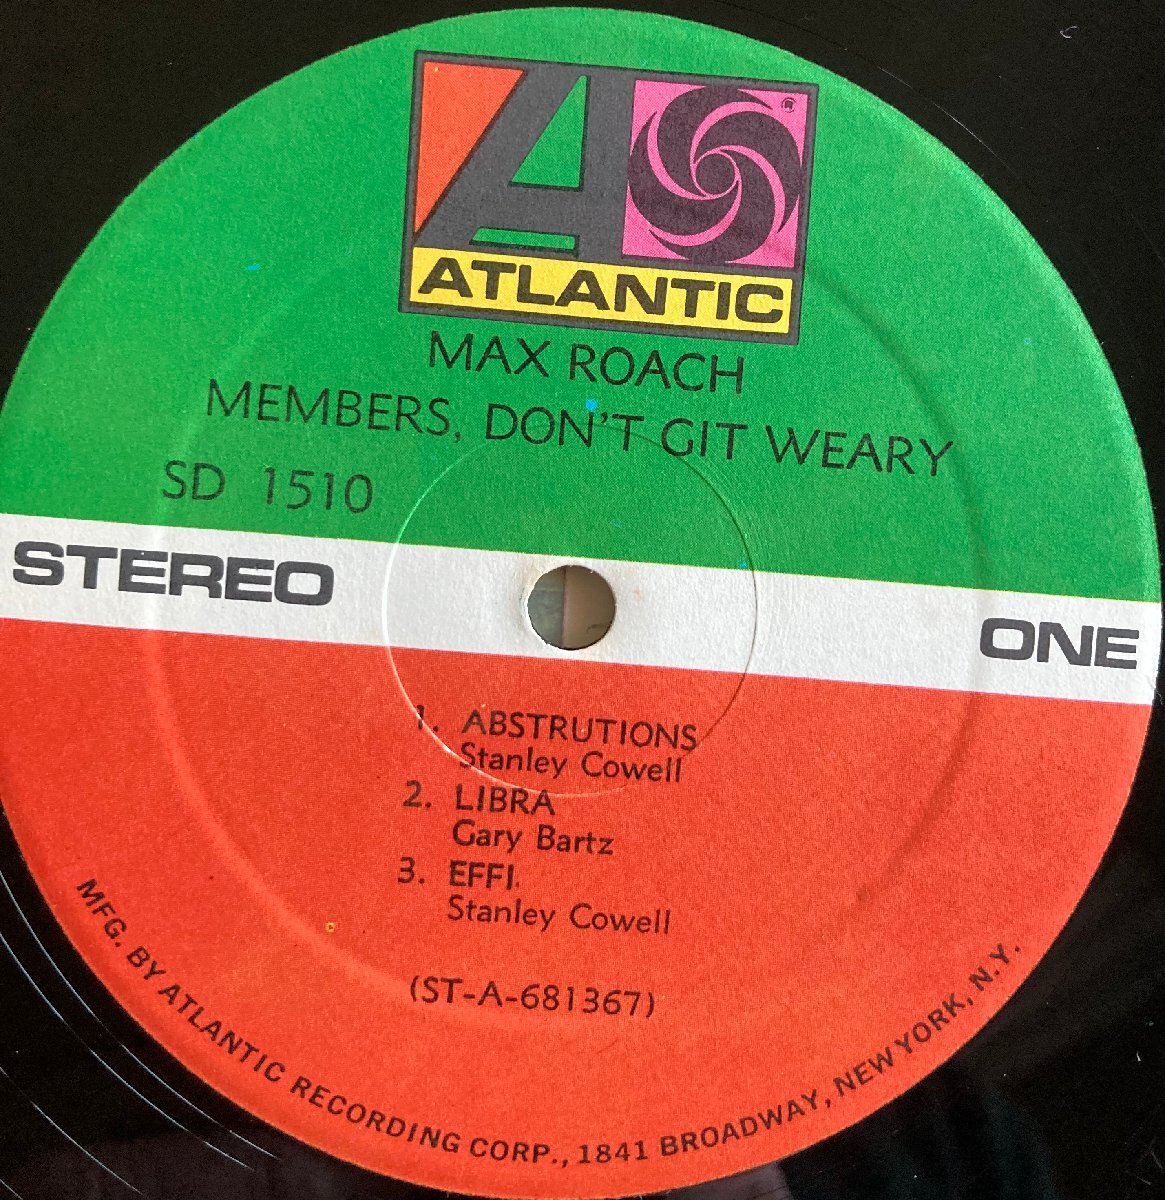 ATLANTIC
MAX ROACH
MEMBERS, DON'T GIT WEARY
SD 1510
STEREO
ONE
1. ABSTRUTIONS
Stanley Cowell
2. LIBRA
Gary Bartz
3. EFFI
Stanley Cowell
(ST-A-681367)
MFG. BY ATLANTIC RECORDING CORP., 1841 BROADWAY, NEW YORK, N.Y.